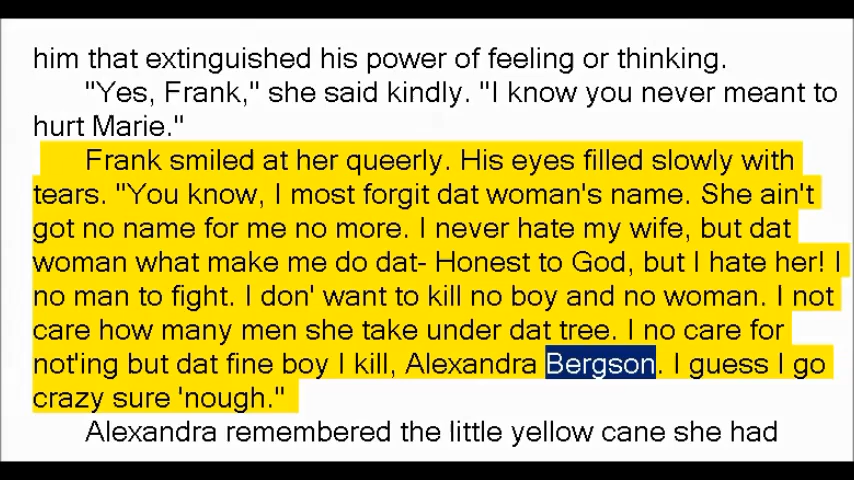 him that extinguished his power of feeling or thinking.
"Yes, Frank," she said kindly. "I know you never meant to
hurt Marie."
Frank smiled at her queerly. His eyes filled slowly with
tears. "You know, I most forgit dat woman's name. She ain't
got no name for me no more. I never hate my wife, but dat
woman what make me do dat- Honest to God, but I hate her! I
no man to fight. I don' want to kill no boy and no woman. I not
care how many men she take under dat tree. I no care for
not'ing but dat fine boy I kill, Alexandra Bergson. I guess I go
crazy sure 'nough."
Alexandra remembered the little yellow cane she had